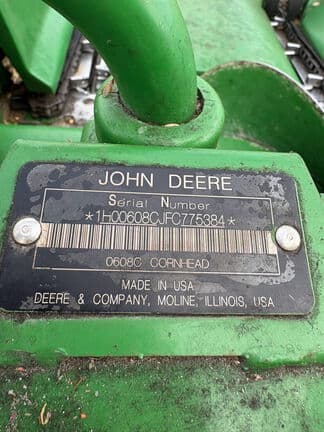 JOHN DEERE
Serial Number
*1H00608CJFC775384*
0608C CORNHEAD
MADE IN USA
DEERE & COMPANY, MOLINE, ILLINOIS, USA